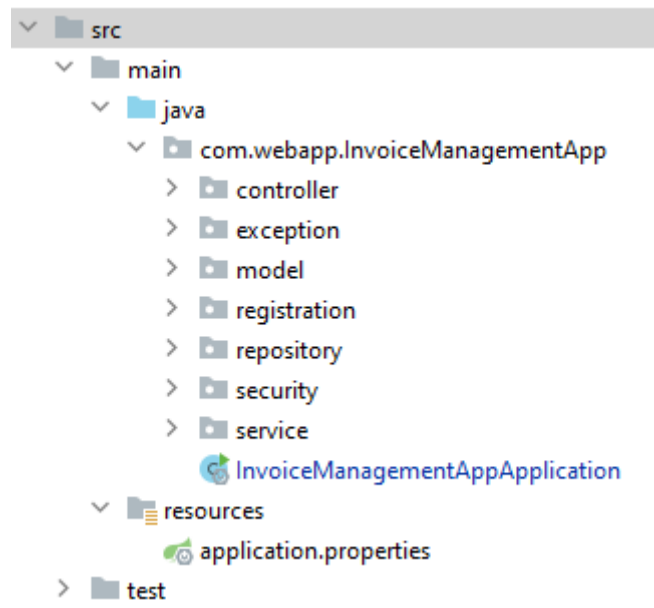 src
main
java
com.webapp.InvoiceManagementApp
controller
exception
model
registration
repository
security
service
InvoiceManagementAppApplication
resources
application.properties
test